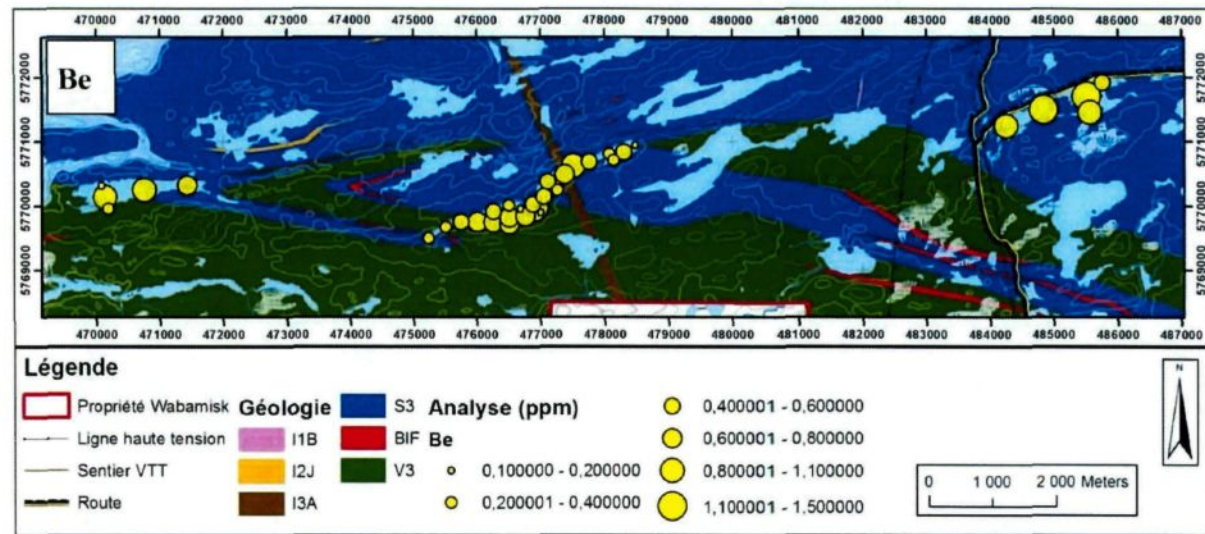 470000 471000 472000 473000 474000 475000 476000 477000 478000 479000 480000 481000 482000 483000 484000 485000 486000 487000
Be
5772000 5772000
5771000 5771000
5770000 5770000
5769000 5769000
470000 471000 472000 473000 474000 475000 476000 477000 478000 479000 480000 481000 482000 483000 484000 485000 486000 487000
Légende
Propriété Wabamisk
Ligne haute tension
Sentier VTT
Route
Géologie
I1B
I2J
I3A
S3
BIF
V3
Analyse (ppm)
Be
0,100000 - 0,200000
0,200001 - 0,400000
0,400001 - 0,600000
0,600001 - 0,800000
0,800001 - 1,100000
1,100001 - 1,500000
N
0 1 000 2 000 Meters